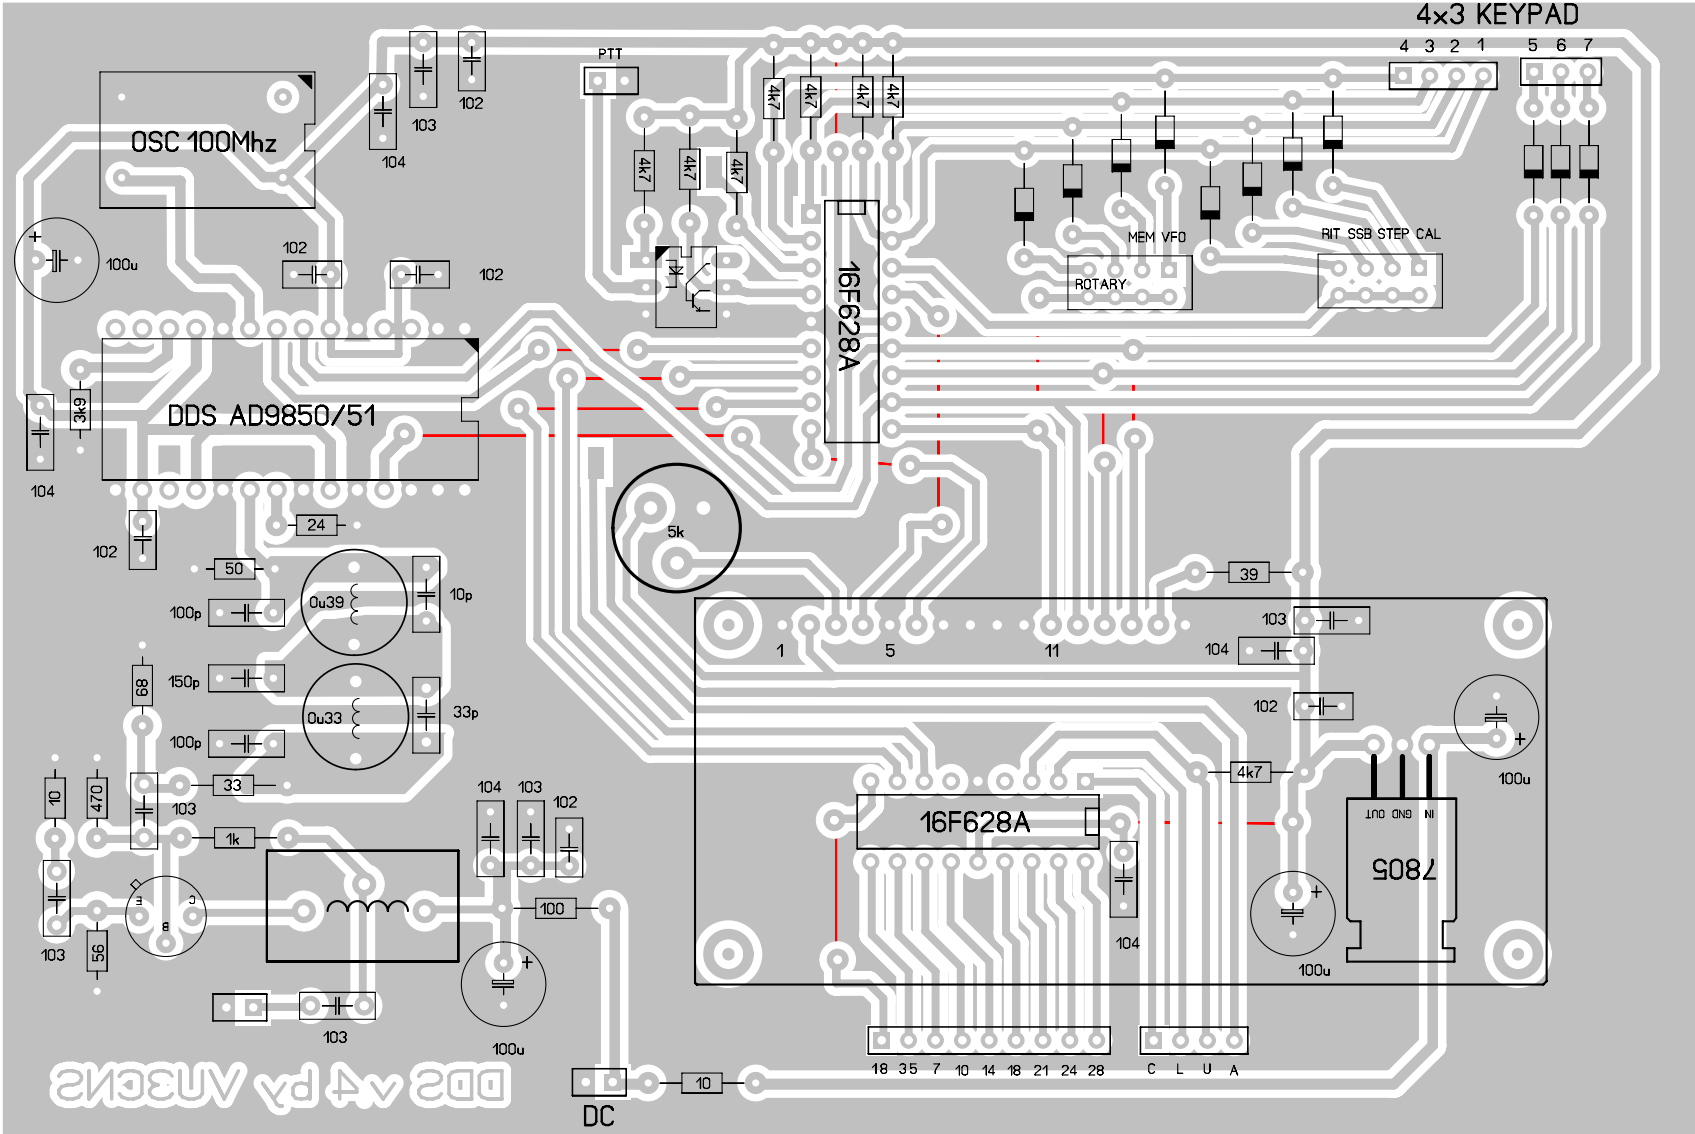 4x3 KEYPAD
4 3 2 1 5 6 7
PTT
102
103
104
4k7 4k7 4k7 4k7
OSC 100Mhz
4k7 4k7 4k7
+
100u
102
102
MEM VFO
RIT SSB STEP CAL
ROTARY
16F628A
3k9
DDS AD9850/51
104
102
24
5k
50
39
0u39
10p
100p
103
1 5 11
104
68
150p
0u33
33p
102
100p
+
100u
10
470
103
33
104 103 102
4k7
OUT GND IN
1k
16F628A
7805
E C
B
100
+
103
56
104
100u
+
103
100u
18 35 7 10 14 18 21 24 28
C L U A
DDS v4 by VU3CNS
10
DC